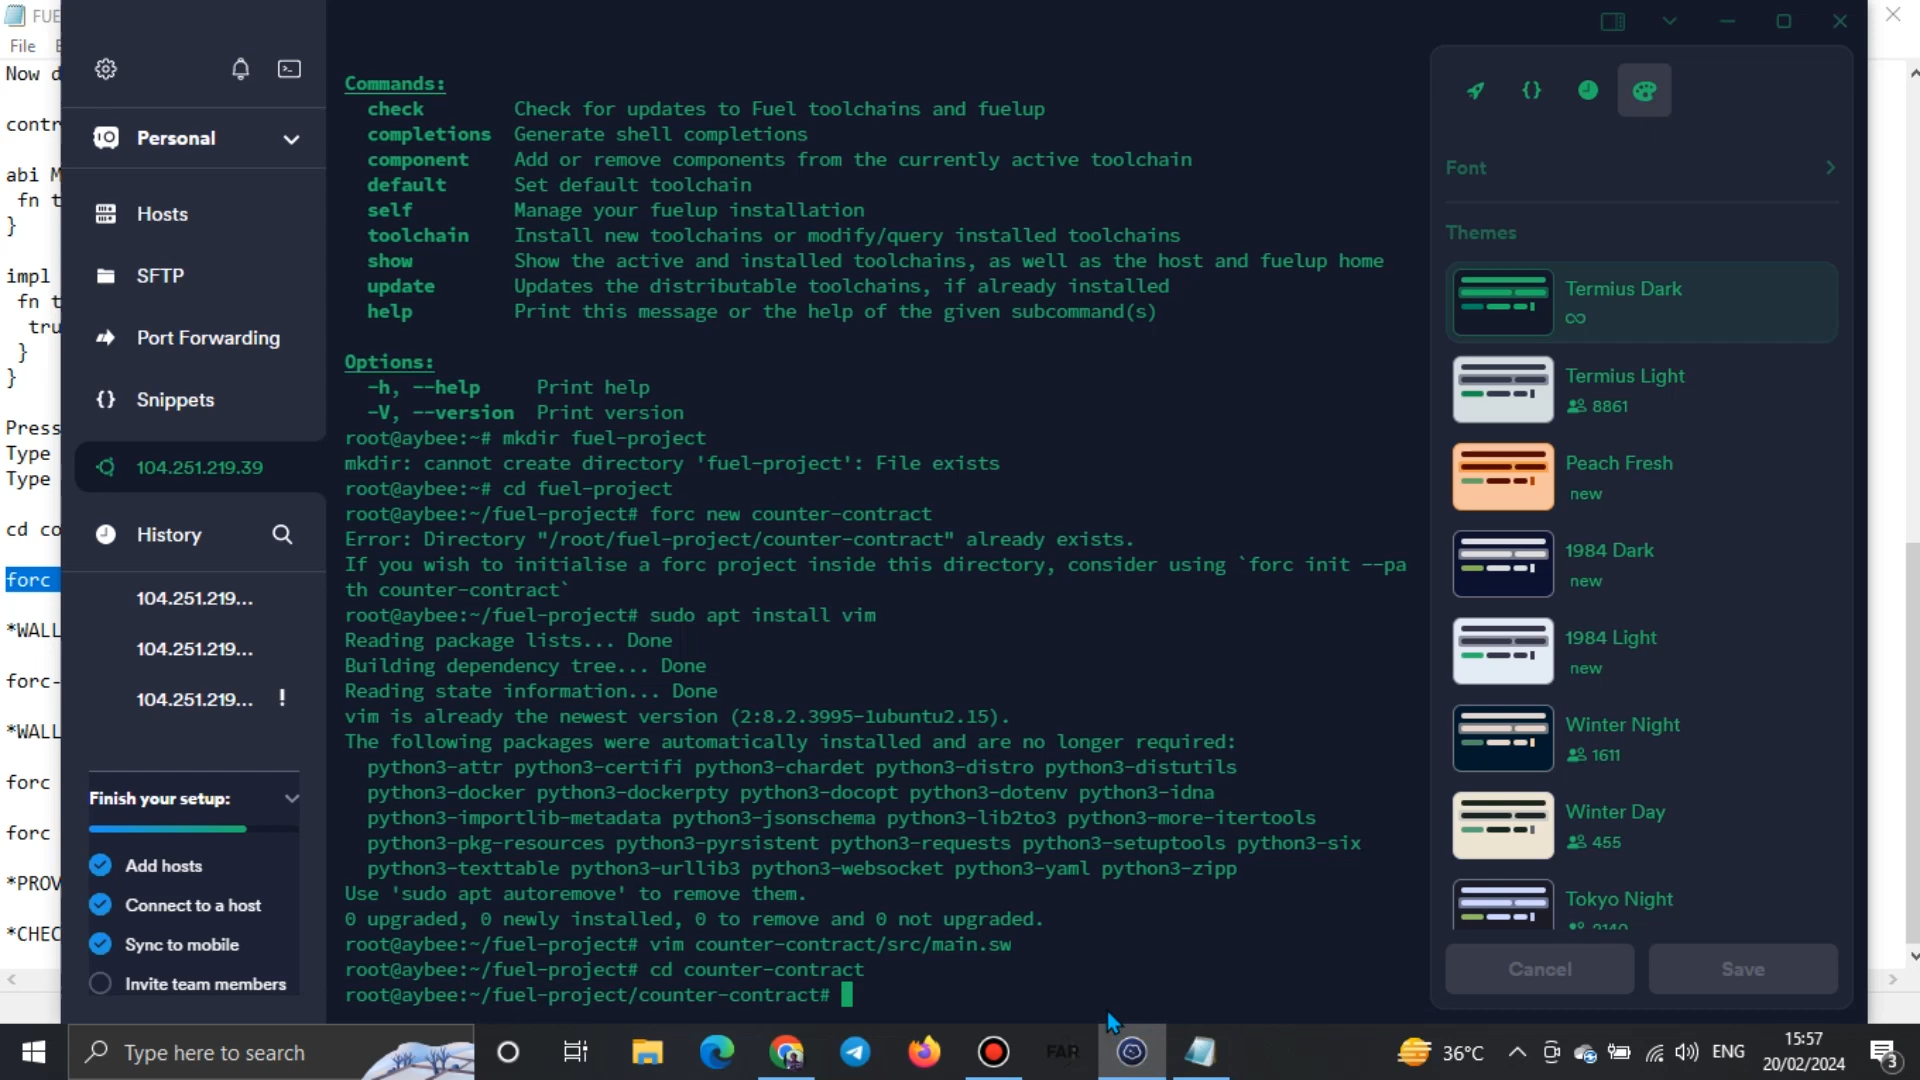 FUE
File
Now d
contr
abi M
fn t
}
impl
fn t
tru
}
}
Press
Type
Type
cd co
forc
*WALL
forc-
*WALL
forc
forc
*PROV
*CHEC
Personal
Hosts
SFTP
Port Forwarding
Snippets
104.251.219.39
History
104.251.219...
104.251.219...
104.251.219... !
Finish your setup:
Add hosts
Connect to a host
Sync to mobile
Invite team members
Commands:
check Check for updates to Fuel toolchains and fuelup
completions Generate shell completions
component Add or remove components from the currently active toolchain
default Set default toolchain
self Manage your fuelup installation
toolchain Install new toolchains or modify/query installed toolchains
show Show the active and installed toolchains, as well as the host and fuelup home
update Updates the distributable toolchains, if already installed
help Print this message or the help of the given subcommand(s)
Options:
-h, --help Print help
-V, --version Print version
root@aybee:~# mkdir fuel-project
mkdir: cannot create directory 'fuel-project': File exists
root@aybee:~# cd fuel-project
root@aybee:~/fuel-project# forc new counter-contract
Error: Directory "/root/fuel-project/counter-contract" already exists.
If you wish to initialise a forc project inside this directory, consider using `forc init --pa
th counter-contract`
root@aybee:~/fuel-project# sudo apt install vim
Reading package lists... Done
Building dependency tree... Done
Reading state information... Done
vim is already the newest version (2:8.2.3995-1ubuntu2.15).
The following packages were automatically installed and are no longer required:
python3-attr python3-certifi python3-chardet python3-distro python3-distutils
python3-docker python3-dockerpty python3-docopt python3-dotenv python3-idna
python3-importlib-metadata python3-jsonschema python3-lib2to3 python3-more-itertools
python3-pkg-resources python3-pyrsistent python3-requests python3-setuptools python3-six
python3-texttable python3-urllib3 python3-websocket python3-yaml python3-zipp
Use 'sudo apt autoremove' to remove them.
0 upgraded, 0 newly installed, 0 to remove and 0 not upgraded.
root@aybee:~/fuel-project# vim counter-contract/src/main.sw
root@aybee:~/fuel-project# cd counter-contract
root@aybee:~/fuel-project/counter-contract#
Font
Themes
Termius Dark
∞
Termius Light
8861
Peach Fresh
new
1984 Dark
new
1984 Light
new
Winter Night
1611
Winter Day
455
Tokyo Night
2140
Cancel Save
Type here to search
FAR
36°C
ENG
15:57
20/02/2024
3